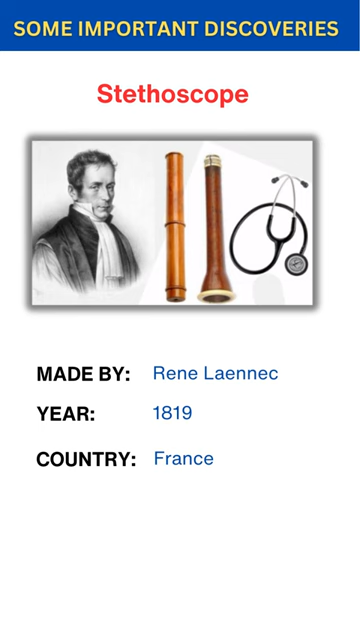 SOME IMPORTANT DISCOVERIES
Stethoscope
MADE BY: Rene Laennec
YEAR: 1819
COUNTRY: France